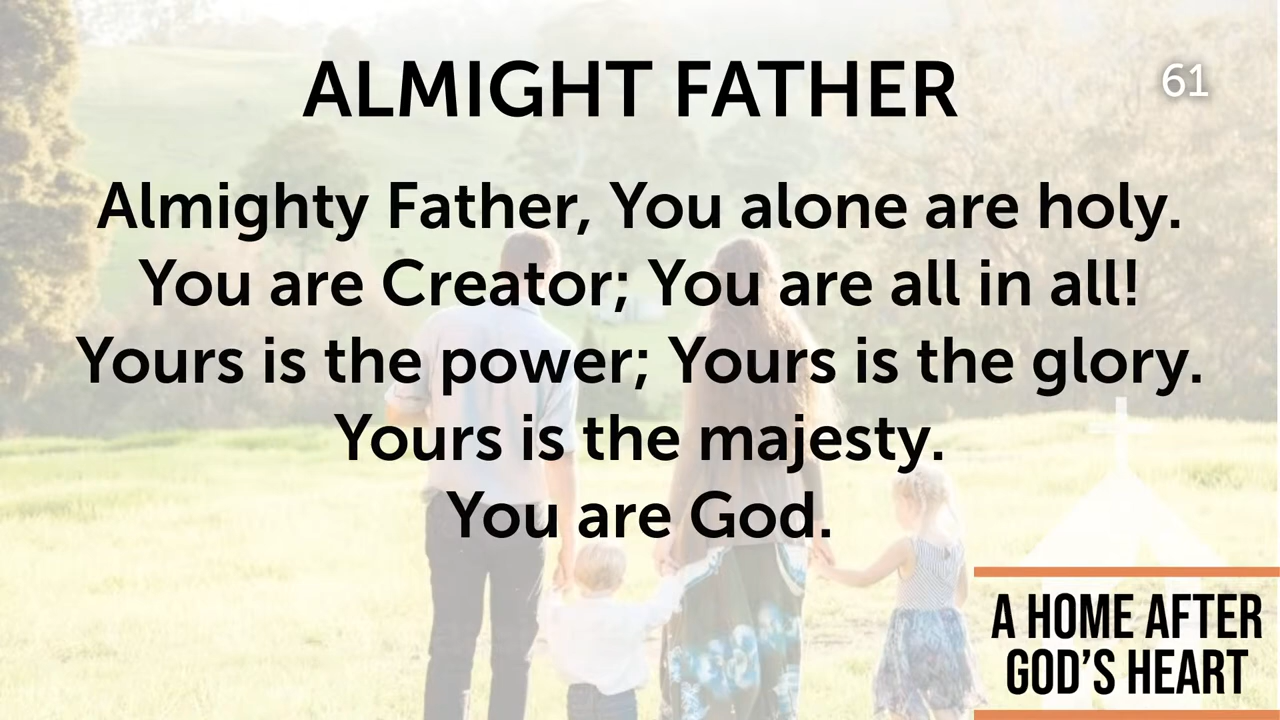 ALMIGHT FATHER
61
Almighty Father, You alone are holy.
You are Creator; You are all in all!
Yours is the power; Yours is the glory.
Yours is the majesty.
You are God.
A HOME AFTER
GOD'S HEART